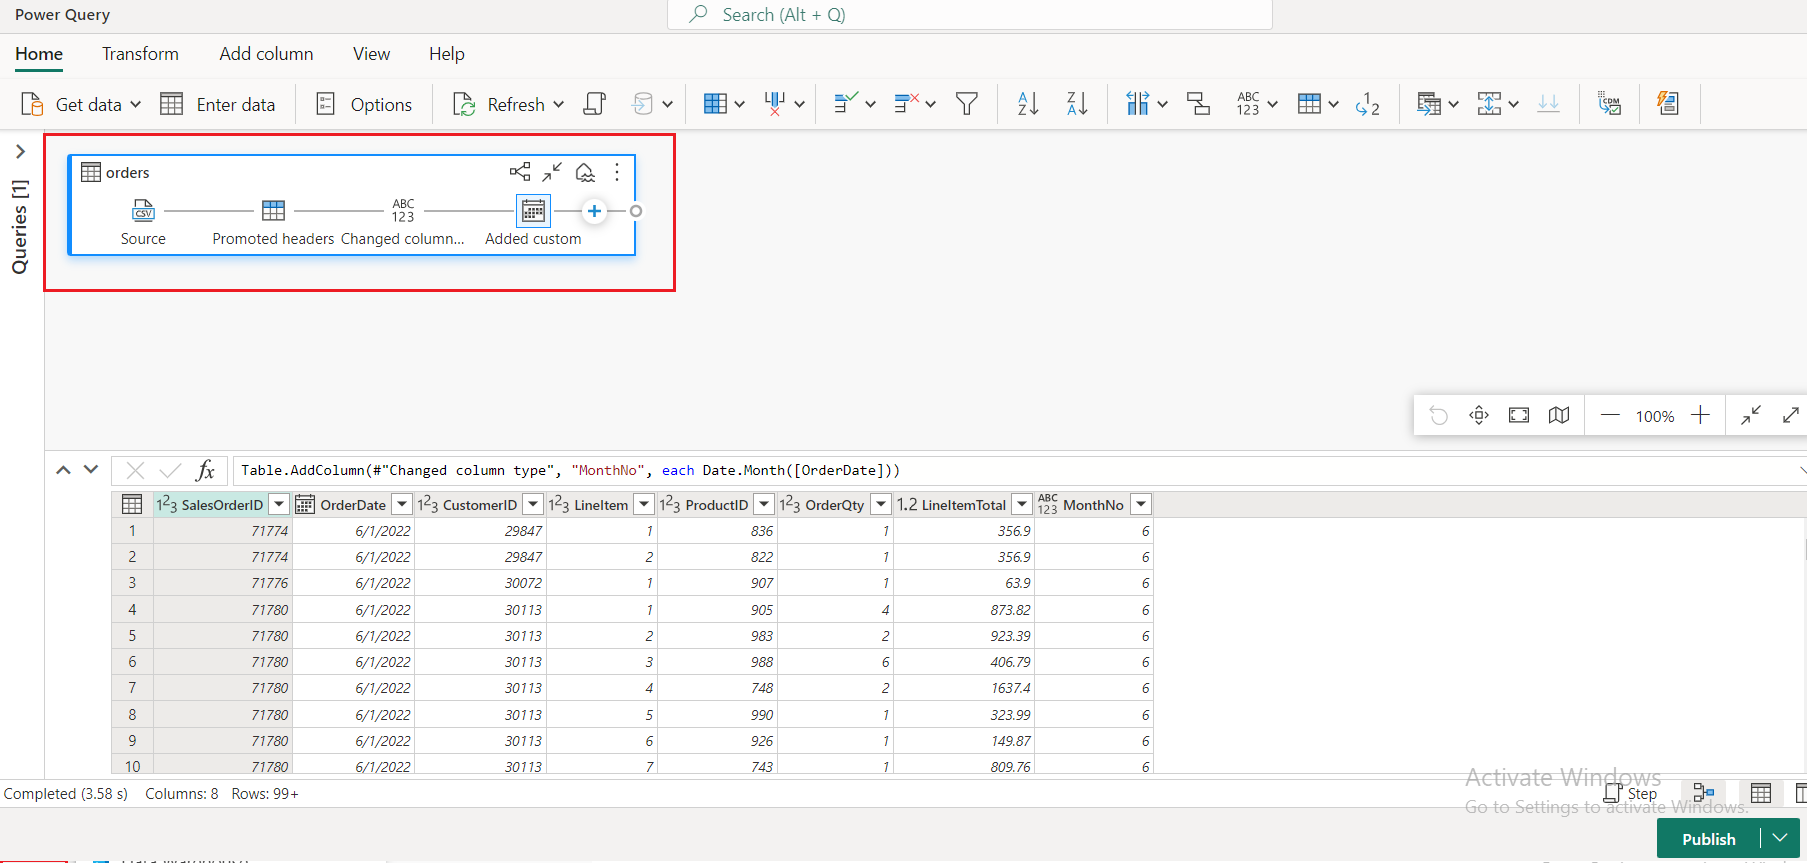 Power Query
Search (Alt + Q)
Home Transform Add column View Help
Get data Enter data Options Refresh
Queries [1]
orders
Source Promoted headers Changed column... Added custom
100%
fx Table.AddColumn(#"Changed column type", "MonthNo", each Date.Month([OrderDate]))
SalesOrderID OrderDate CustomerID LineItem ProductID OrderQty 1.2 LineItemTotal ABC 123 MonthNo
1 71774 6/1/2022 29847 1 836 1 356.9 6
2 71774 6/1/2022 29847 2 822 1 356.9 6
3 71776 6/1/2022 30072 1 907 1 63.9 6
4 71780 6/1/2022 30113 1 905 4 873.82 6
5 71780 6/1/2022 30113 2 983 2 923.39 6
6 71780 6/1/2022 30113 3 988 6 406.79 6
7 71780 6/1/2022 30113 4 748 2 1637.4 6
8 71780 6/1/2022 30113 5 990 1 323.99 6
9 71780 6/1/2022 30113 6 926 1 149.87 6
10 71780 6/1/2022 30113 7 743 1 809.76 6
Activate Windows
Completed (3.58 s) Columns: 8 Rows: 99+ Step
Go to Settings to activate Windows.
Publish